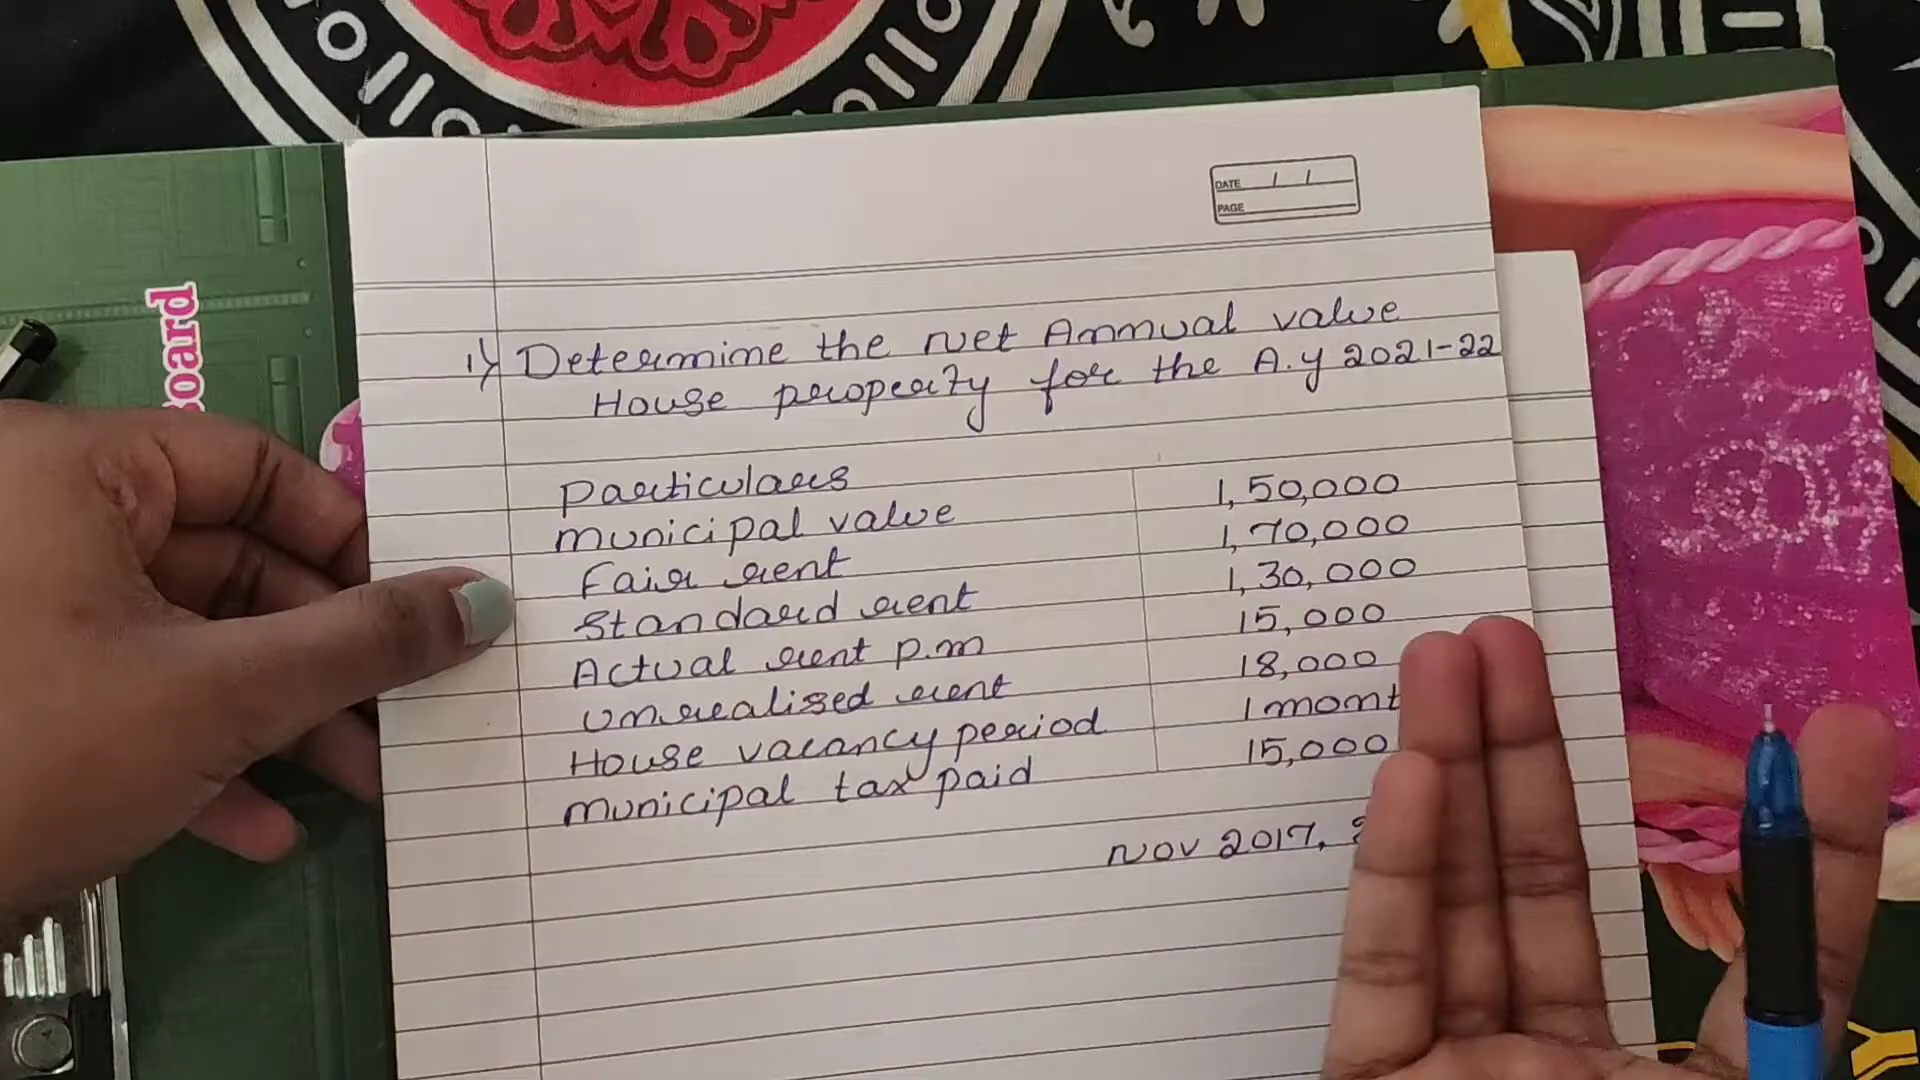 DATE / /
PAGE
1) Determine the net Annual value
House property for the A.y 2021-22
Particulars
municipal value 1,50,000
Fair rent 1,70,000
Standard rent 1,30,000
Actual rent p.m 15,000
unrealised rent 18,000
House vacancy period 1 mont
municipal tax paid 15,000
Nov 2017,
oard